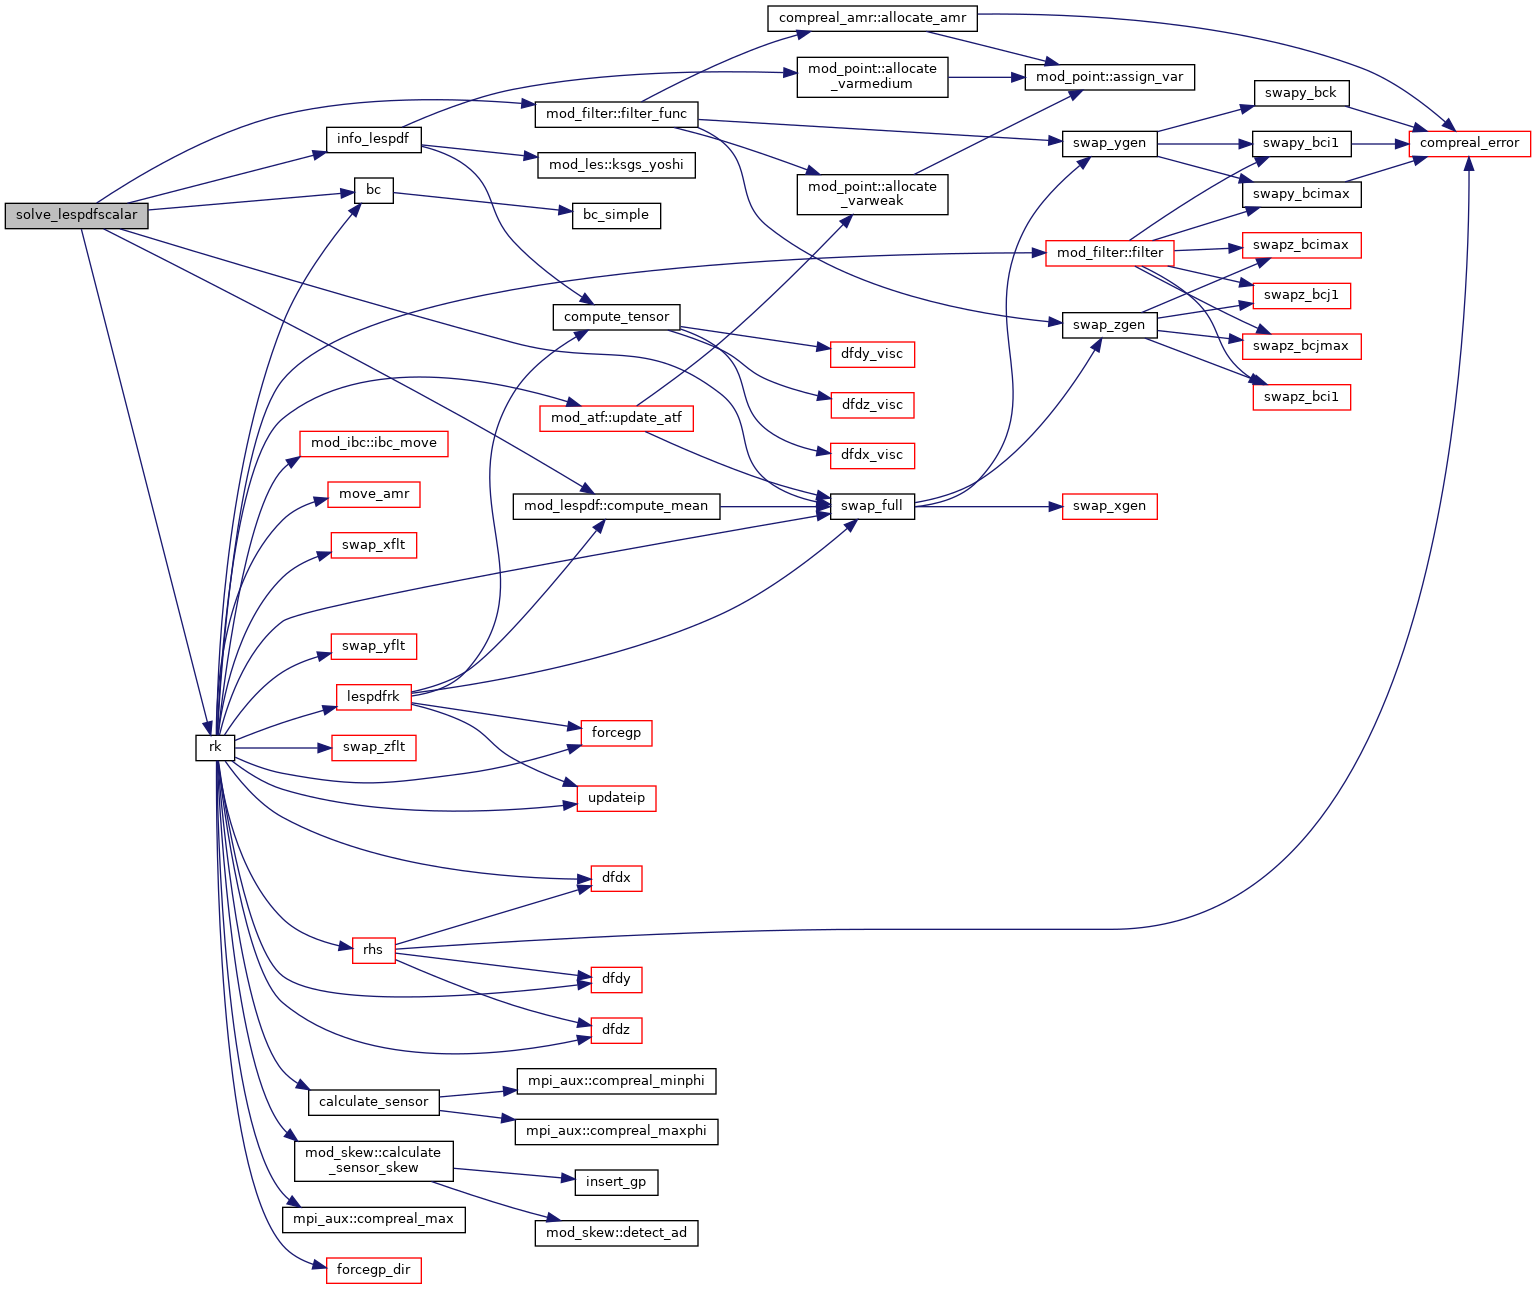 compreal_amr::allocate_amr
mod_point::allocate
_varmedium
mod_point::assign_var
swapy_bck
mod_filter::filter_func
info_lespdf
swap_ygen
swapy_bci1
compreal_error
mod_les::ksgs_yoshi
bc
mod_point::allocate
_varweak
swapy_bcimax
solve_lespdfscalar
bc_simple
mod_filter::filter
swapz_bcimax
swapz_bcj1
compute_tensor
swap_zgen
swapz_bcjmax
dfdy_visc
swapz_bci1
dfdz_visc
mod_atf::update_atf
mod_ibc::ibc_move
dfdx_visc
move_amr
mod_lespdf::compute_mean
swap_full
swap_xgen
swap_xflt
swap_yflt
lespdfrk
forcegp
rk
swap_zflt
updateip
dfdx
rhs
dfdy
dfdz
mpi_aux::compreal_minphi
calculate_sensor
mpi_aux::compreal_maxphi
mod_skew::calculate
_sensor_skew
insert_gp
mpi_aux::compreal_max
mod_skew::detect_ad
forcegp_dir